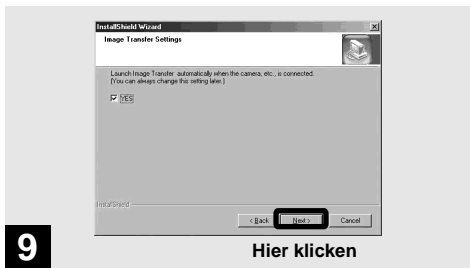 InstallShield Wizard
Image Transfer Settings
Launch Image Transfer automatically when the camera, etc., is connected.
(You can always change this setting later.)
YES
InstallShield
< Back Next > Cancel
9
Hier klicken